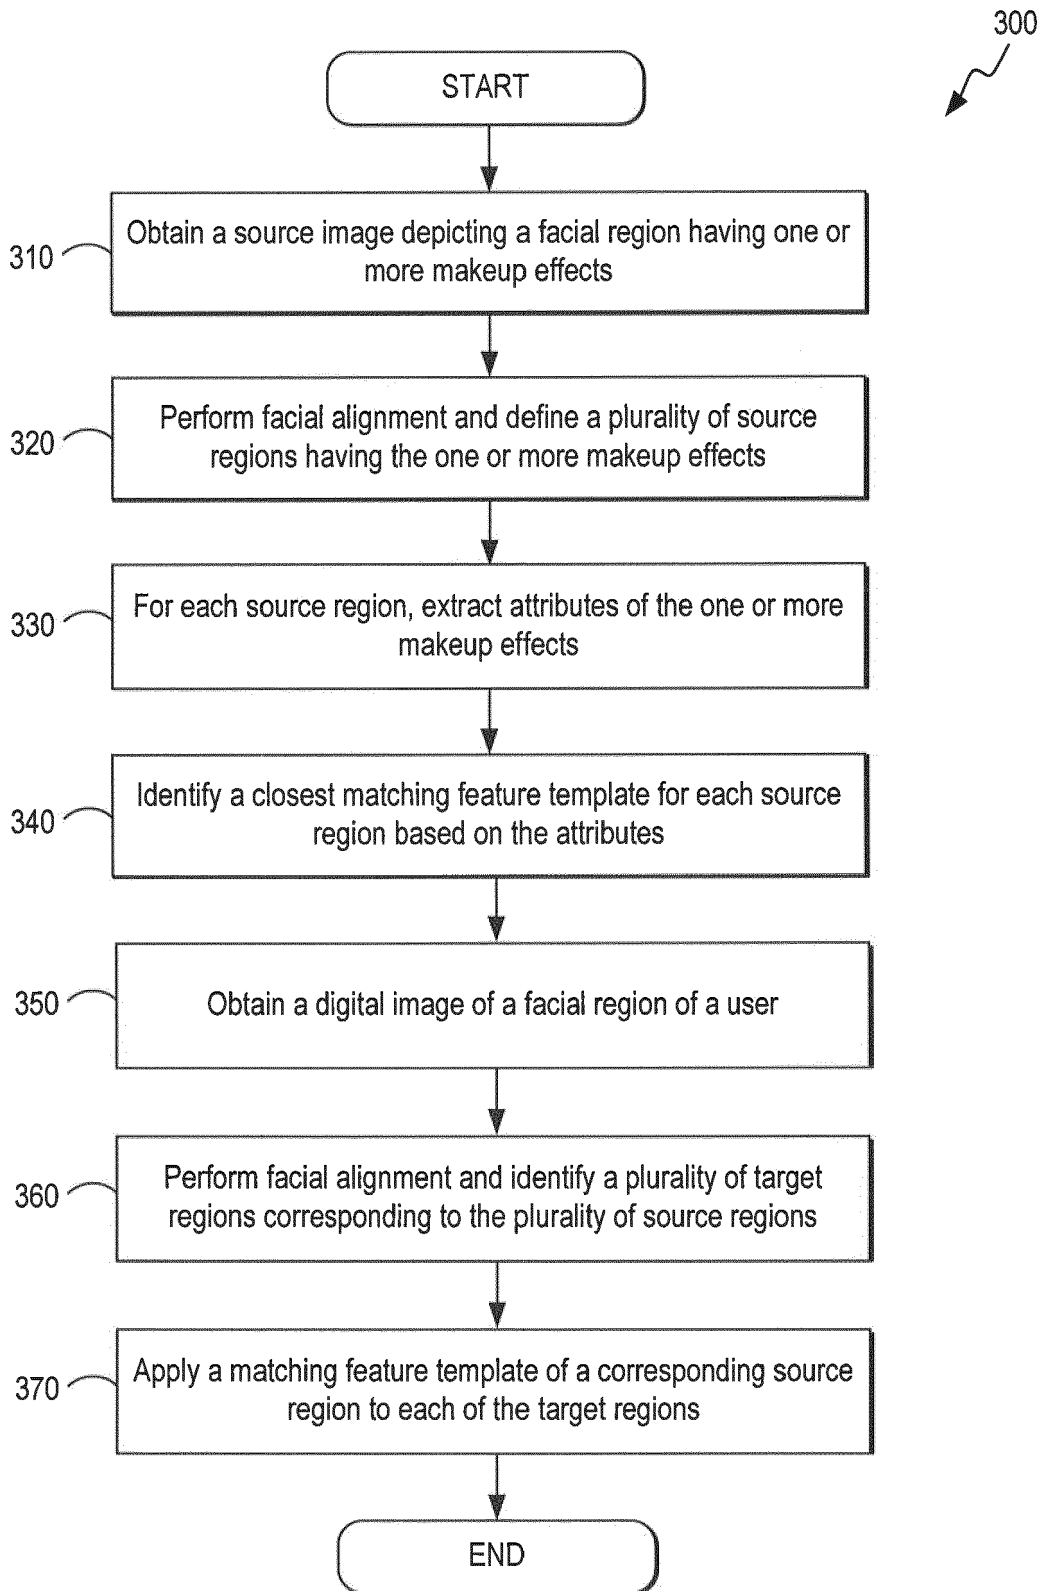 300
START
310
Obtain a source image depicting a facial region having one or
more makeup effects
320
Perform facial alignment and define a plurality of source
regions having the one or more makeup effects
330
For each source region, extract attributes of the one or more
makeup effects
340
Identify a closest matching feature template for each source
region based on the attributes
350
Obtain a digital image of a facial region of a user
360
Perform facial alignment and identify a plurality of target
regions corresponding to the plurality of source regions
370
Apply a matching feature template of a corresponding source
region to each of the target regions
END